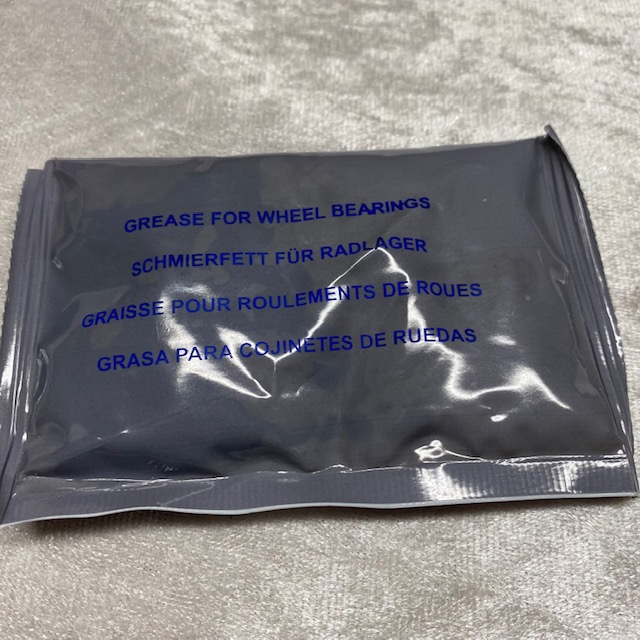 GREASE FOR WHEEL BEARINGS
SCHMIERFETT FÜR RADLAGER
GRAISSE POUR ROULEMENTS DE ROUES
GRASA PARA COJINETES DE RUEDAS